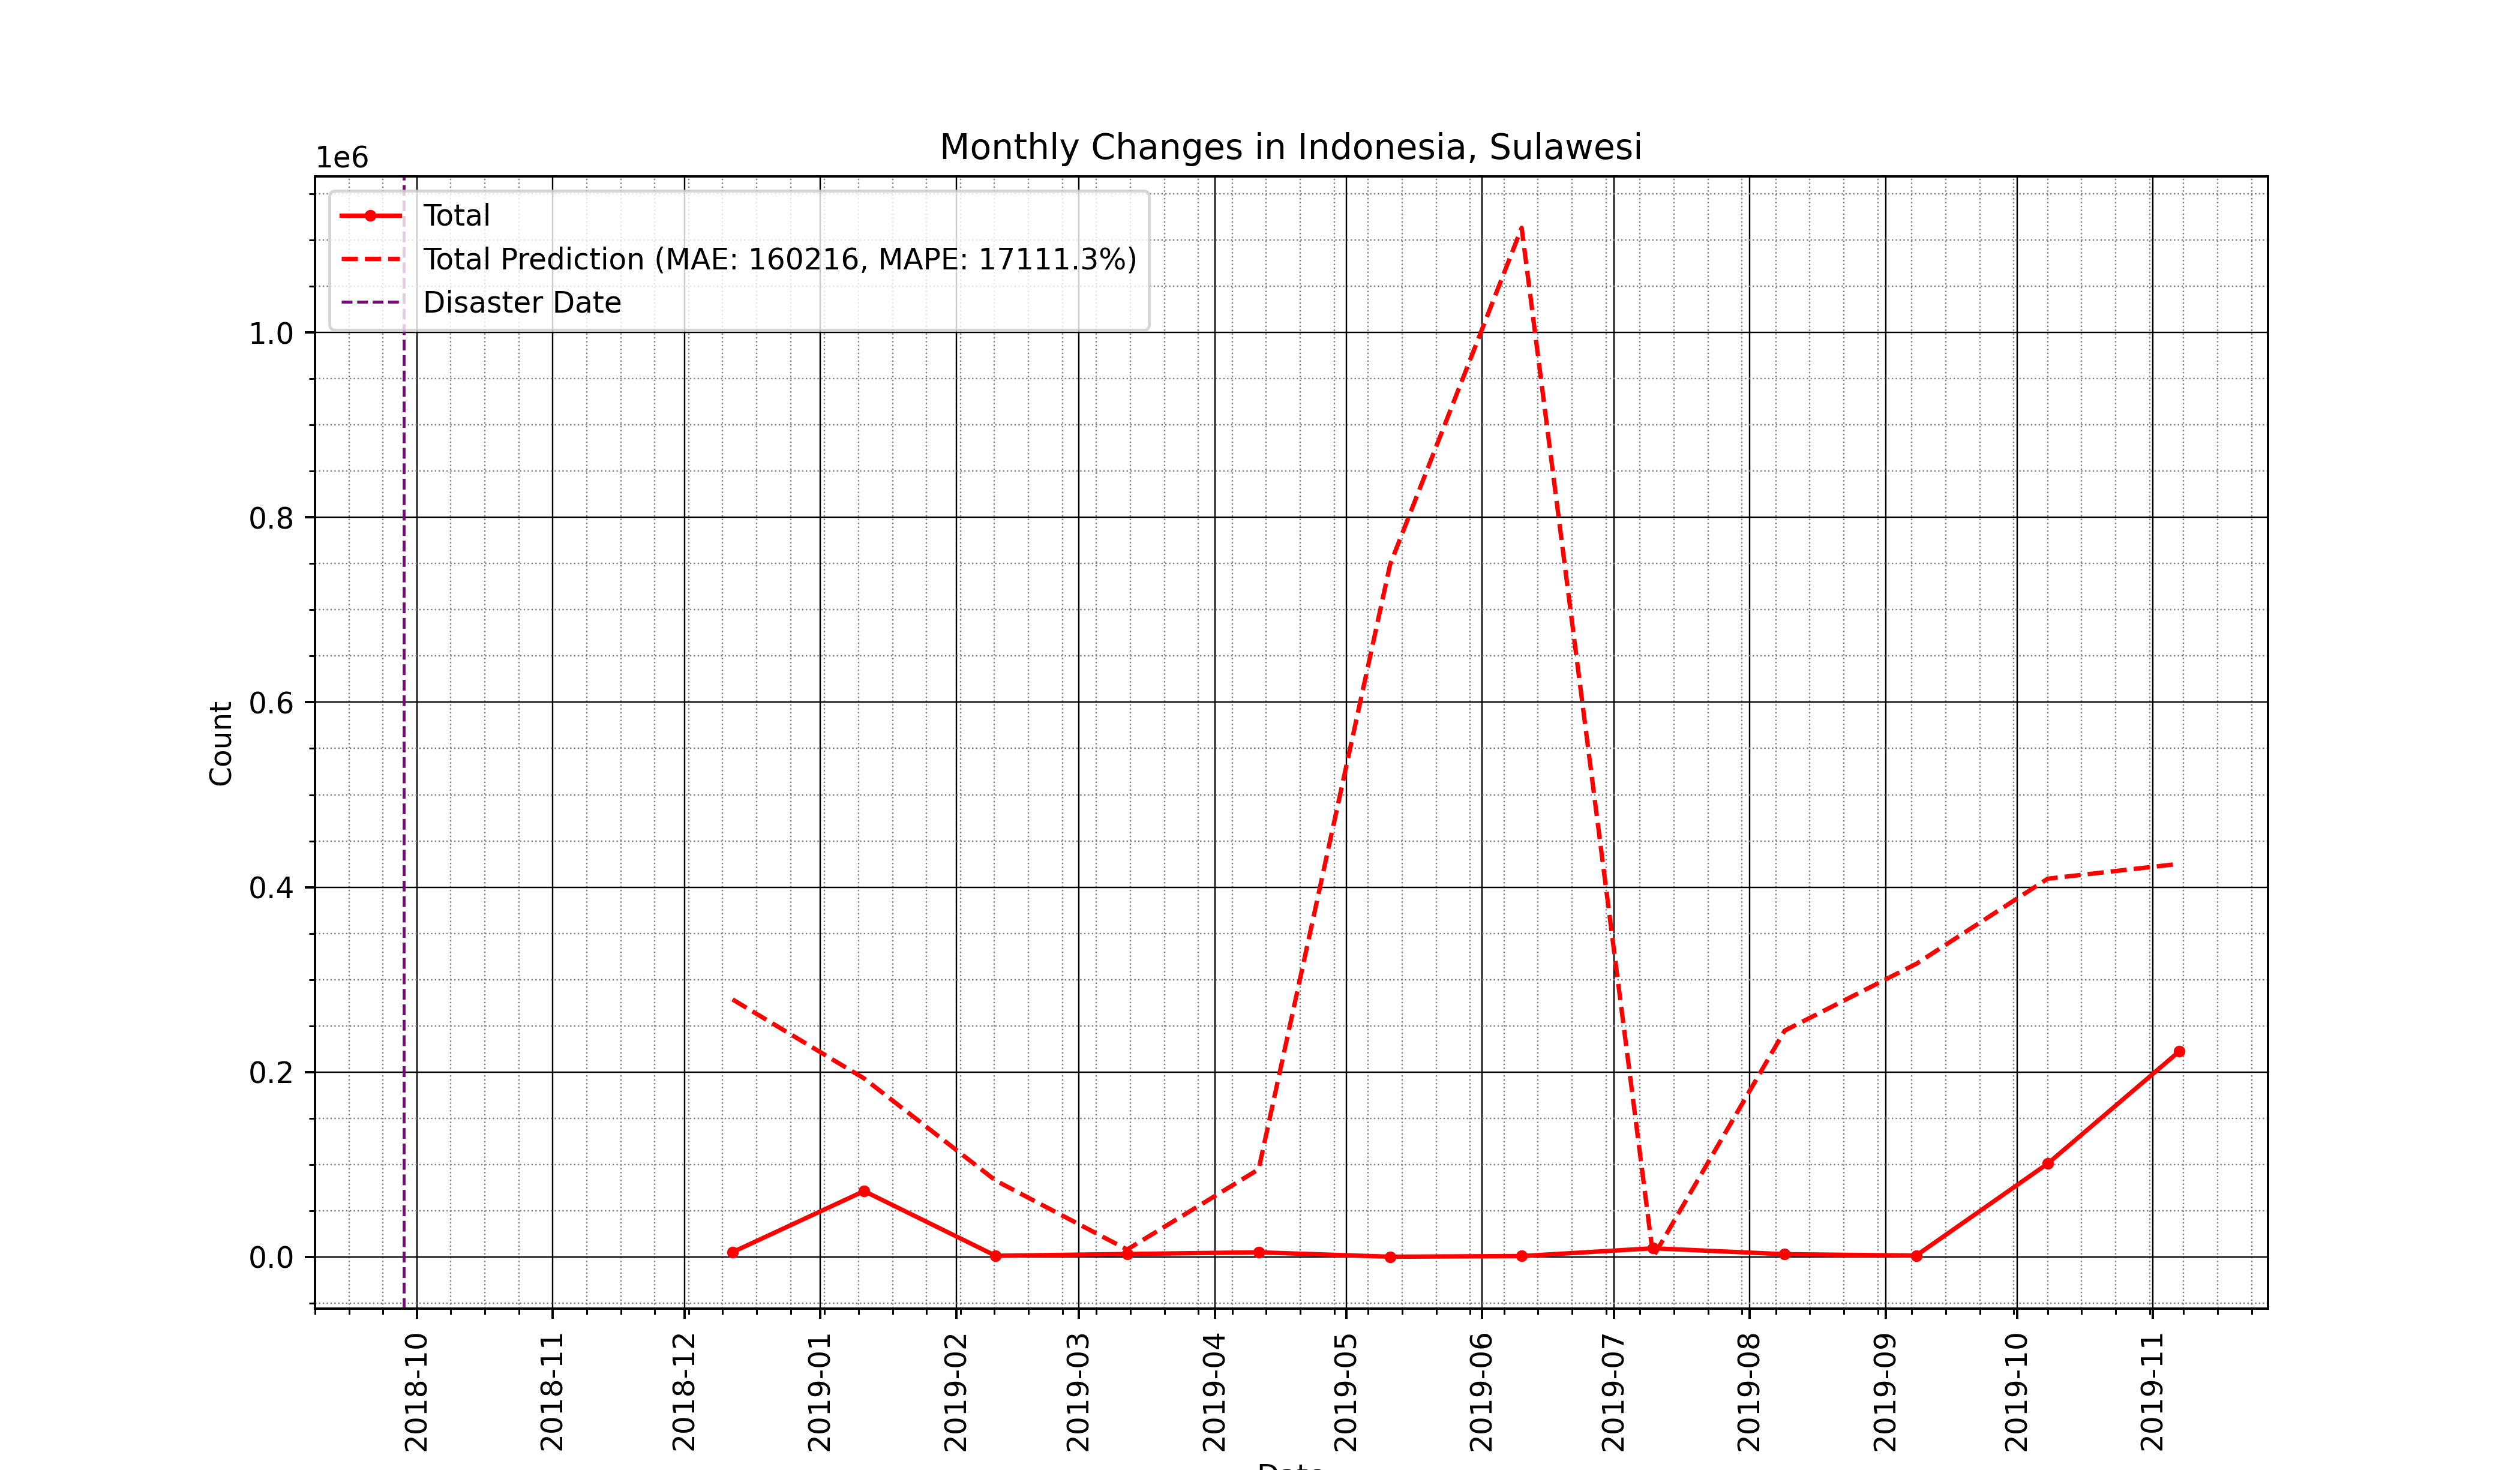 Monthly Changes in Indonesia, Sulawesi
1e6
Total
Total Prediction (MAE: 160216, MAPE: 17111.3%)
Disaster Date
1.0
0.8
0.6
0.4
0.2
0.0
Count
2018-10
2018-11
2018-12
2019-01
2019-02
2019-03
2019-04
2019-05
2019-06
2019-07
2019-08
2019-09
2019-10
2019-11
Date